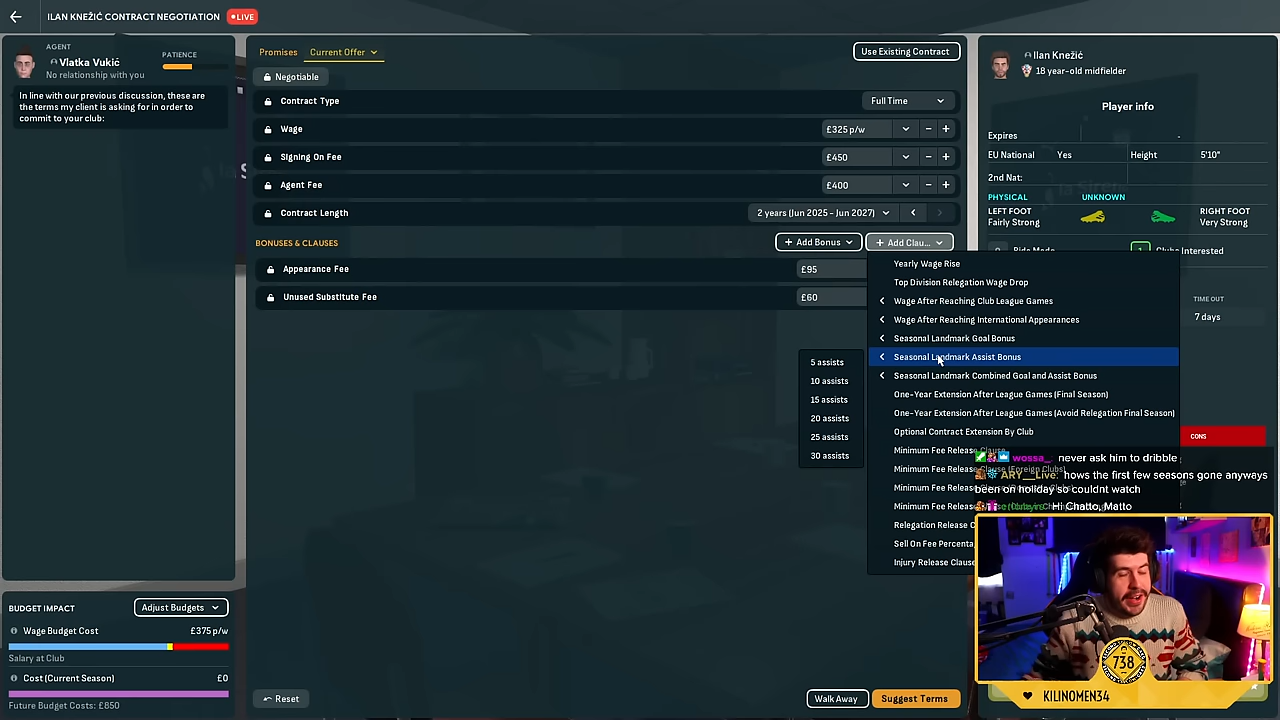 ILAN KNEŽIĆ CONTRACT NEGOTIATION
LIVE
AGENT
Vlatka Vukić
No relationship with you
PATIENCE
In line with our previous discussion, these are
the terms my client is asking for in order to
commit to your club:
Promises
Current Offer
Use Existing Contract
Negotiable
Contract Type
Full Time
Wage
£325 p/w
Signing On Fee
£450
Agent Fee
£400
Contract Length
2 years (Jun 2025 - Jun 2027)
BONUSES & CLAUSES
+ Add Bonus
+ Add Clau...
Appearance Fee
£95
Unused Substitute Fee
£60
Yearly Wage Rise
Top Division Relegation Wage Drop
Wage After Reaching Club League Games
Wage After Reaching International Appearances
Seasonal Landmark Goal Bonus
Seasonal Landmark Assist Bonus
Seasonal Landmark Combined Goal and Assist Bonus
One-Year Extension After League Games (Final Season)
One-Year Extension After League Games (Avoid Relegation Final Season)
Optional Contract Extension By Club
Minimum Fee Release Clause
Minimum Fee Release Clause (Foreign Clubs)
Minimum Fee Release
Minimum Fee Release
Relegation Release C
Sell On Fee Percenta
Injury Release Clause
5 assists
10 assists
15 assists
20 assists
25 assists
30 assists
Ilan Knežić
18 year-old midfielder
Player info
Expires
-
EU National
Yes
Height
5'10"
2nd Nat:
PHYSICAL
UNKNOWN
LEFT FOOT
Fairly Strong
RIGHT FOOT
Very Strong
Clubs Interested
TIME OUT
7 days
CONS
wossa_: never ask him to dribble
ARY__Live: hows the first few seasons gone anyways
been on holiday so couldnt watch
Hi Chatto, Matto
738
KILINOMEN34
BUDGET IMPACT
Adjust Budgets
Wage Budget Cost
£375 p/w
Salary at Club
Cost (Current Season)
£0
Future Budget Costs: £850
Reset
Walk Away
Suggest Terms